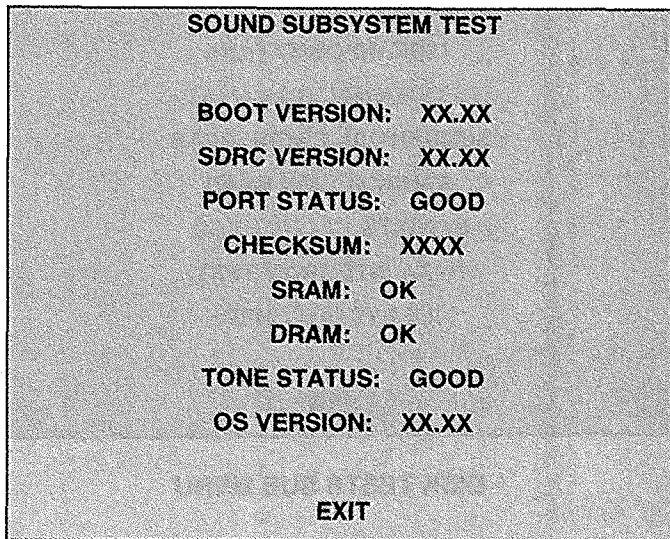 SOUND SUBSYSTEM TEST
BOOT VERSION: XX.XX
SDRC VERSION: XX.XX
PORT STATUS: GOOD
CHECKSUM: XXXX
SRAM: OK
DRAM: OK
TONE STATUS: GOOD
OS VERSION: XX.XX
EXIT